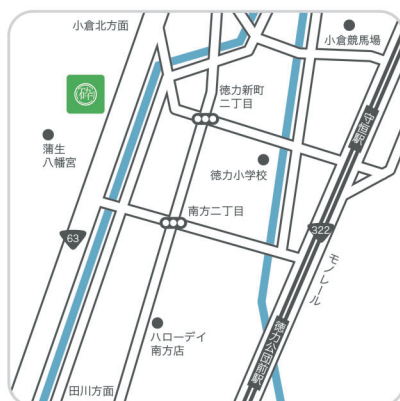 小倉北方面
小倉競馬場
徳力新町
二丁目
守恒駅
蒲生
八幡宮
徳力小学校
南方二丁目
63
322
モノレール
ハローデイ
南方店
徳力公団前駅
田川方面